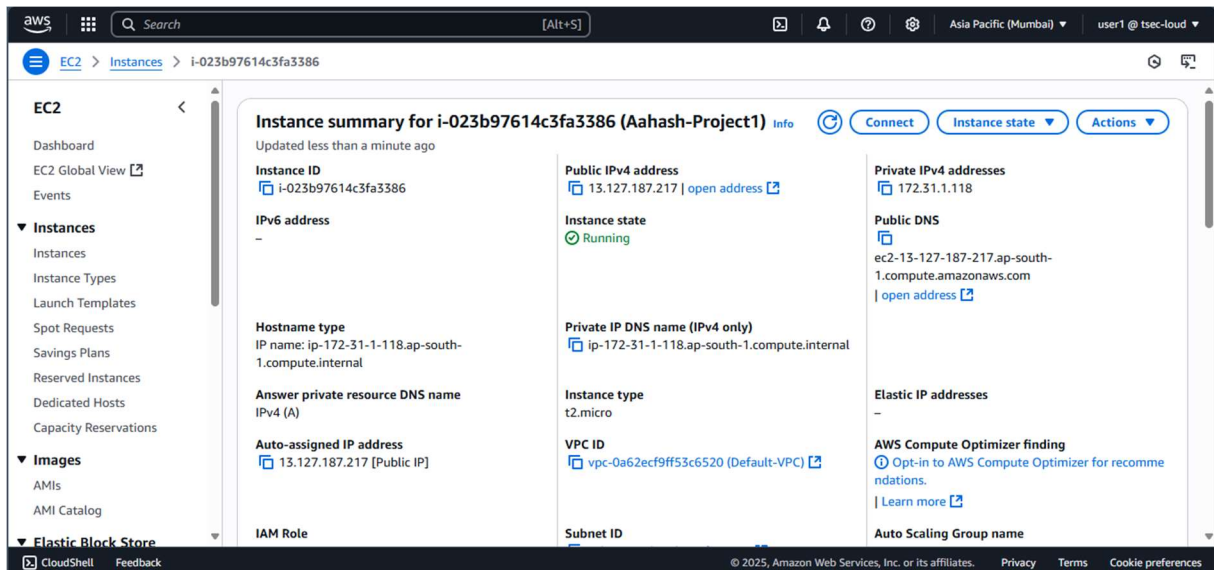 aws
Search [Alt+S] Asia Pacific (Mumbai) ▼ user1 @ tsec-loud ▼
EC2 > Instances > i-023b97614c3fa3386
EC2
Dashboard
EC2 Global View
Events
▼ Instances
Instances
Instance Types
Launch Templates
Spot Requests
Savings Plans
Reserved Instances
Dedicated Hosts
Capacity Reservations
▼ Images
AMIs
AMI Catalog
▼ Elastic Block Store
Instance summary for i-023b97614c3fa3386 (Aahash-Project1) Info
Connect Instance state ▼ Actions ▼
Updated less than a minute ago
Instance ID
i-023b97614c3fa3386
Public IPv4 address
13.127.187.217 | open address
Private IPv4 addresses
172.31.1.118
IPv6 address
–
Instance state
Running
Public DNS
ec2-13-127-187-217.ap-south-
1.compute.amazonaws.com
| open address
Hostname type
IP name: ip-172-31-1-118.ap-south-
1.compute.internal
Private IP DNS name (IPv4 only)
ip-172-31-1-118.ap-south-1.compute.internal
Answer private resource DNS name
IPv4 (A)
Instance type
t2.micro
Elastic IP addresses
–
Auto-assigned IP address
13.127.187.217 [Public IP]
VPC ID
vpc-0a62ecf9ff53c6520 (Default-VPC)
AWS Compute Optimizer finding
Opt-in to AWS Compute Optimizer for recomme
ndations.
| Learn more
IAM Role
Subnet ID
Auto Scaling Group name
CloudShell Feedback © 2025, Amazon Web Services, Inc. or its affiliates. Privacy Terms Cookie preferences